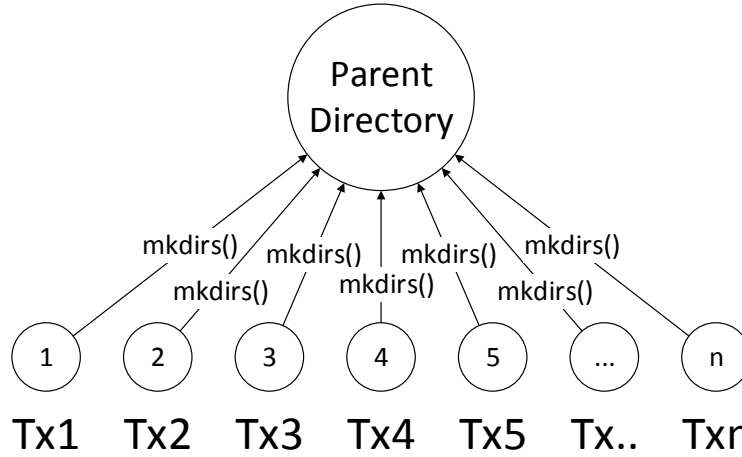 Parent
Directory
mkdirs() mkdirs() mkdirs() mkdirs()
mkdirs() mkdirs() mkdirs()
1 2 3 4 5 ... n
Tx1 Tx2 Tx3 Tx4 Tx5 Tx.. Txn